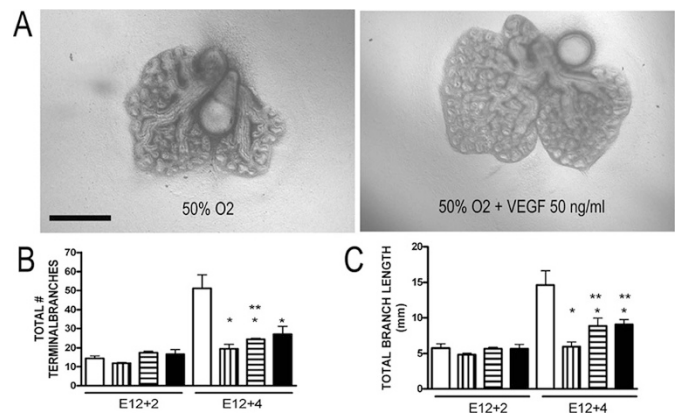 A
50% O2
50% O2 + VEGF 50 ng/ml
B
TOTAL #
TERMINALBRANCHES
70
60
50
40
30
20
10
0
**
* * *
E12+2
E12+4
C
TOTAL BRANCH LENGTH
(mm)
20
15
10
5
0
** **
* * *
E12+2
E12+4